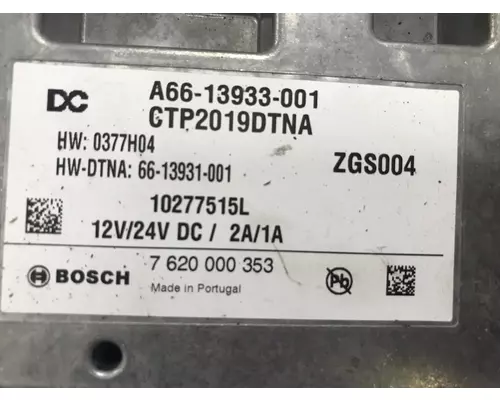 DC A66-13933-001
CTP2019DTNA
HW: 0377H04
HW-DTNA: 66-13931-001 ZGS004
10277515L
12V/24V DC / 2A/1A
BOSCH 7 620 000 353
Made in Portugal Pb